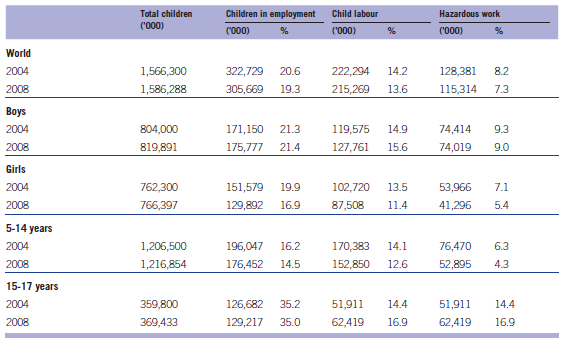 Total children Children in employment Child labour Hazardous work
('000) ('000) % ('000) % ('000) %
World
2004 1,566,300 322,729 20.6 222,294 14.2 128,381 8.2
2008 1,586,288 305,669 19.3 215,269 13.6 115,314 7.3
Boys
2004 804,000 171,150 21.3 119,575 14.9 74,414 9.3
2008 819,891 175,777 21.4 127,761 15.6 74,019 9.0
Girls
2004 762,300 151,579 19.9 102,720 13.5 53,966 7.1
2008 766,397 129,892 16.9 87,508 11.4 41,296 5.4
5-14 years
2004 1,206,500 196,047 16.2 170,383 14.1 76,470 6.3
2008 1,216,854 176,452 14.5 152,850 12.6 52,895 4.3
15-17 years
2004 359,800 126,682 35.2 51,911 14.4 51,911 14.4
2008 369,433 129,217 35.0 62,419 16.9 62,419 16.9